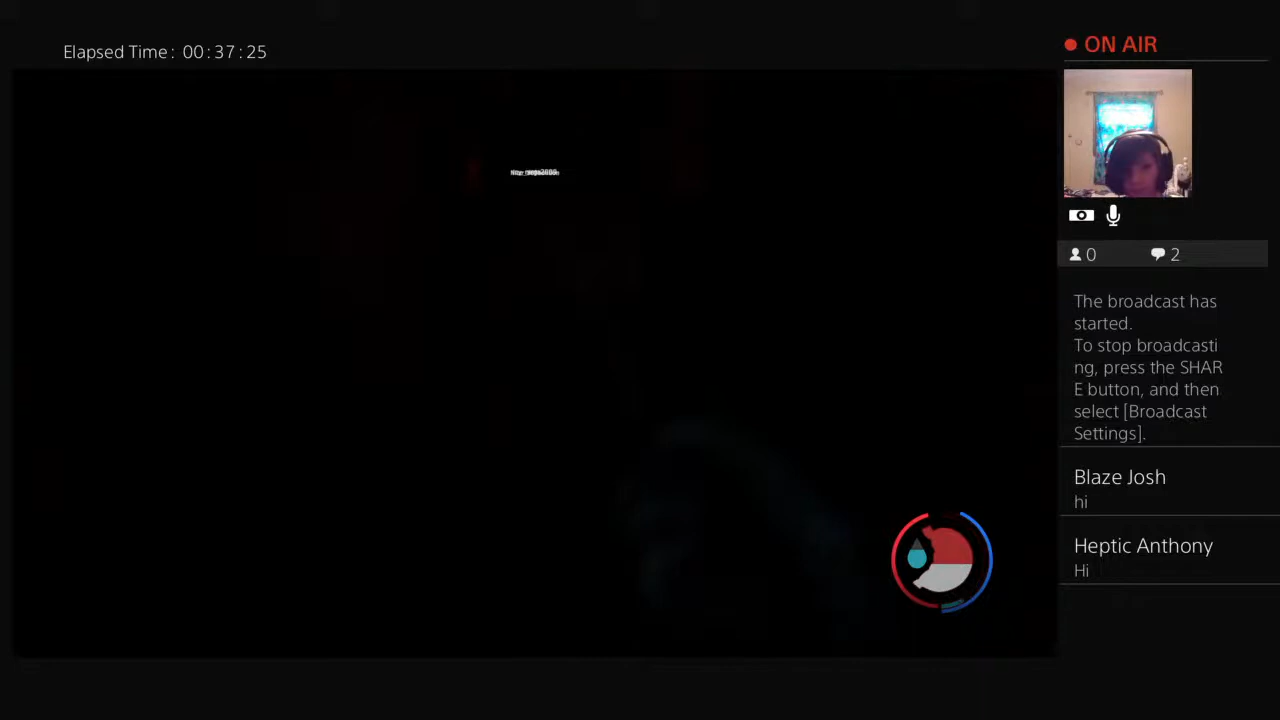 Elapsed Time: 00:37:25
ON AIR
0 2
The broadcast has
started.
To stop broadcasti
ng, press the SHAR
E button, and then
select [Broadcast
Settings].
Blaze Josh
hi
Heptic Anthony
Hi